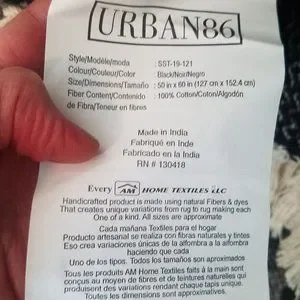 URBAN86
Style/Modèle/moda : SST-19-121
Colour/Couleur/Color : Black/Noir/Negro
Size/Dimensions/Tamaño : 50 in x 60 in (127 cm x 152.4 cm)
Fiber Content/Contenido : 100% Cotton/Coton/Algodón
de Fibra/Teneur en fibres
Made in India
Fabriqué en Inde
Fabricado en la India
RN # 130418
Every AM HOME TEXTILES LLC
Handicrafted product is made using natural Fibers & dyes
That creates unique variations from rug to rug making each
One of a kind. All sizes are approximate
Cada mañana Textiles para el hogar
Producto artesanal se realiza con fibras naturales y tintes
Eso crea variaciones únicas de la alfombra a la alfombra
haciendo que cada
Uno de los tipos. Todos los tamaños son aproximados
Tous les produits AM Home Textiles faits à la main sont
conçus au moyen de fibres et de teintures naturelles qui
produisent des variations rendant chaque tapis unique.
Toutes les dimensions sont approximatives.